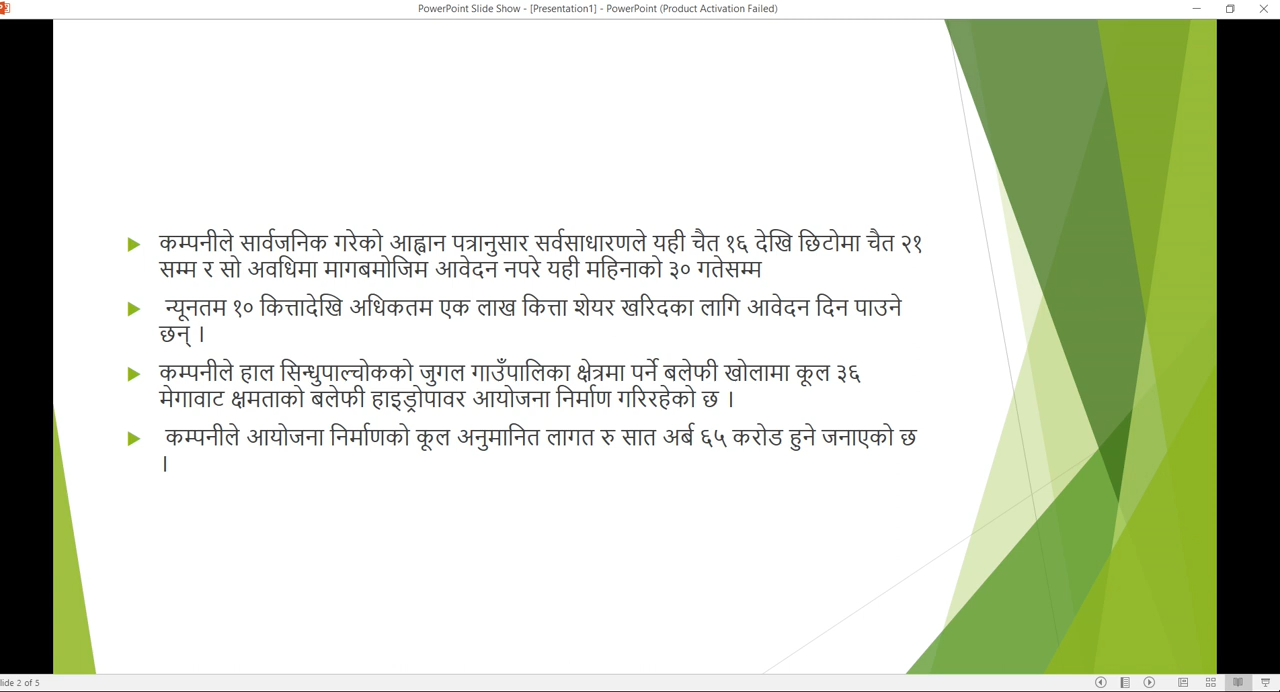 PowerPoint Slide Show - [Presentation1] - PowerPoint (Product Activation Failed)
कम्पनीले सार्वजनिक गरेको आह्वान पत्रानुसार सर्वसाधारणले यही चैत १६ देखि छिटोमा चैत २१
सम्म र सो अवधिमा मागबमोजिम आवेदन नपरे यही महिनाको ३० गतेसम्म
न्यूनतम १० कित्तादेखि अधिकतम एक लाख कित्ता शेयर खरिदका लागि आवेदन दिन पाउने
छन् ।
कम्पनीले हाल सिन्धुपाल्चोकको जुगल गाउँपालिका क्षेत्रमा पर्ने बलेफी खोलामा कूल ३६
मेगावाट क्षमताको बलेफी हाइड्रोपावर आयोजना निर्माण गरिरहेको छ ।
कम्पनीले आयोजना निर्माणको कूल अनुमानित लागत रु सात अर्ब ६५ करोड हुने जनाएको छ
।
lide 2 of 5